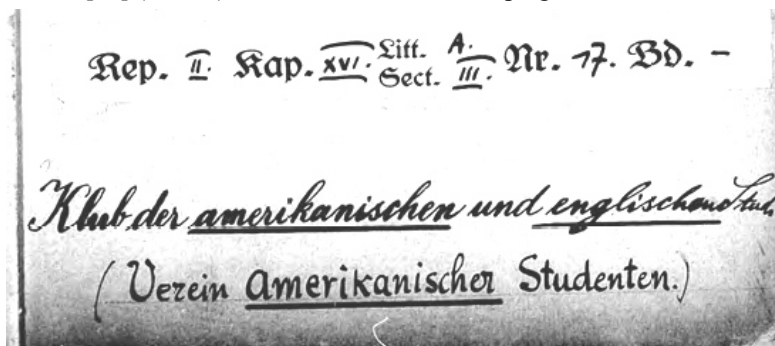 Rep. II. Kap. XVI. Litt. A. Sect. III. Nr. 17. Bd. -
Klub der amerikanischen und englischen
(Verein Amerikanischer Studenten.)